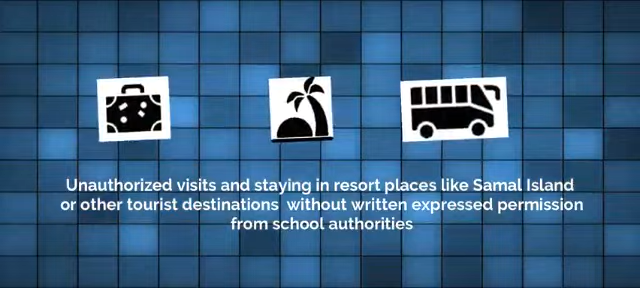 Unauthorized visits and staying in resort places like Samal Island
or other tourist destinations without written expressed permission
from school authorities